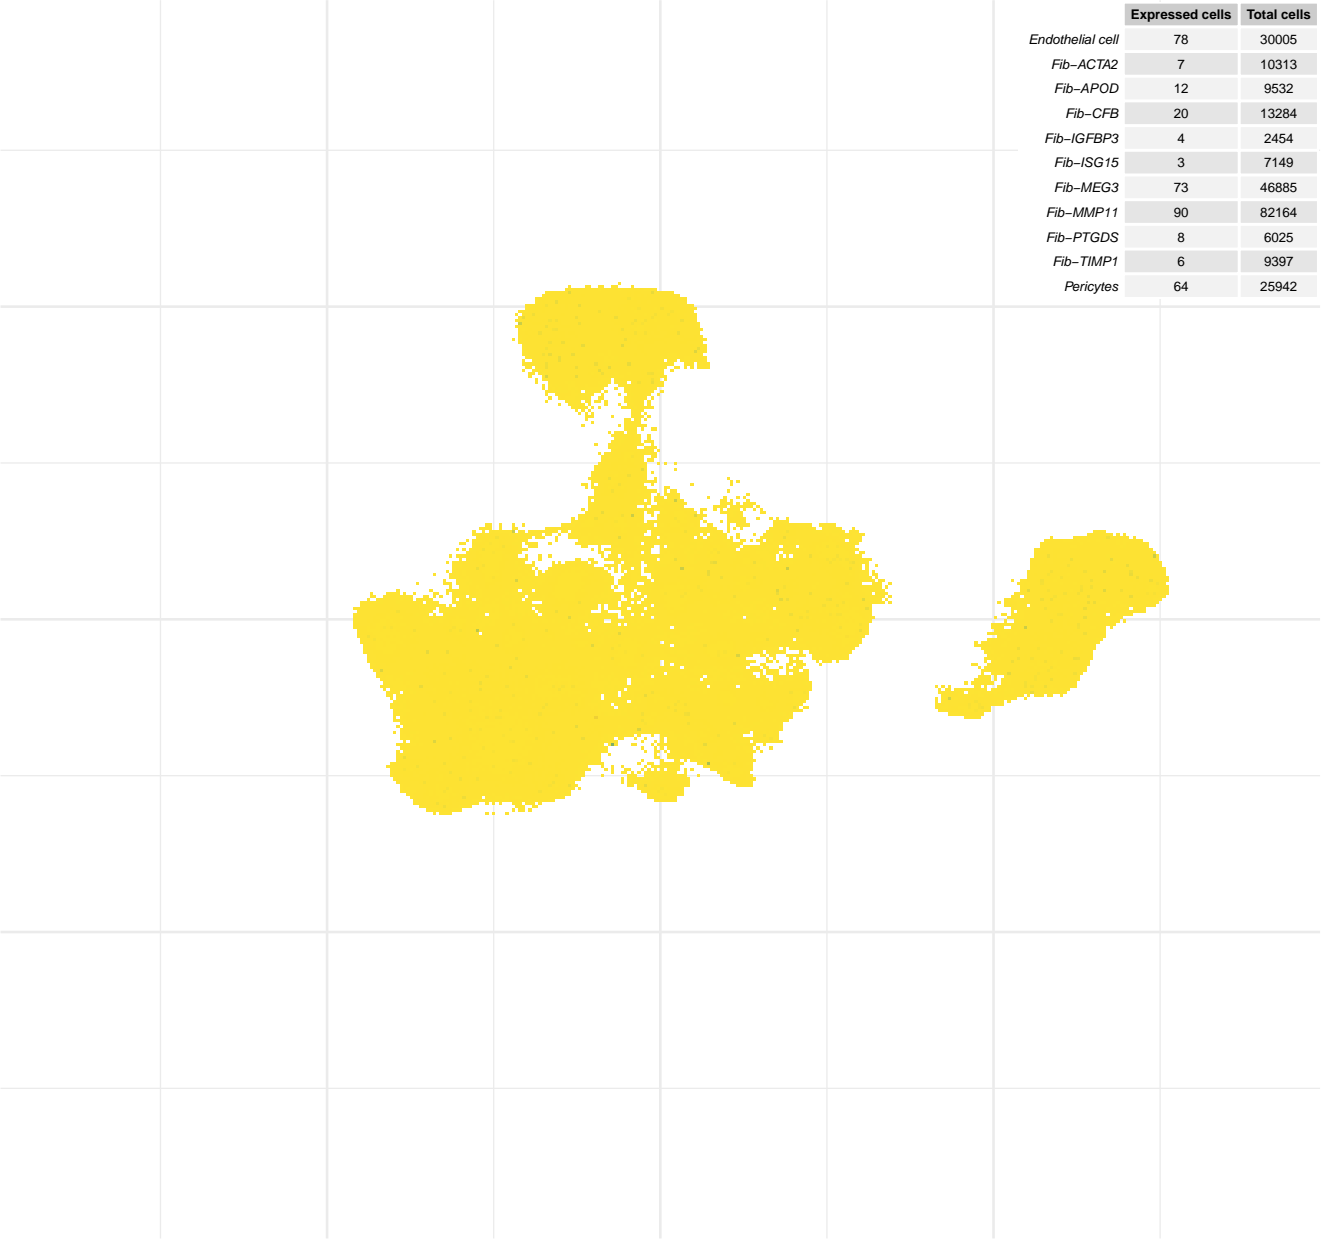 Expressed cells Total cells
Endothelial cell 78 30005
Fib−ACTA2 7 10313
Fib−APOD 12 9532
Fib−CFB 20 13284
Fib−IGFBP3 4 2454
Fib−ISG15 3 7149
Fib−MEG3 73 46885
Fib−MMP11 90 82164
Fib−PTGDS 8 6025
Fib−TIMP1 6 9397
Pericytes 64 25942